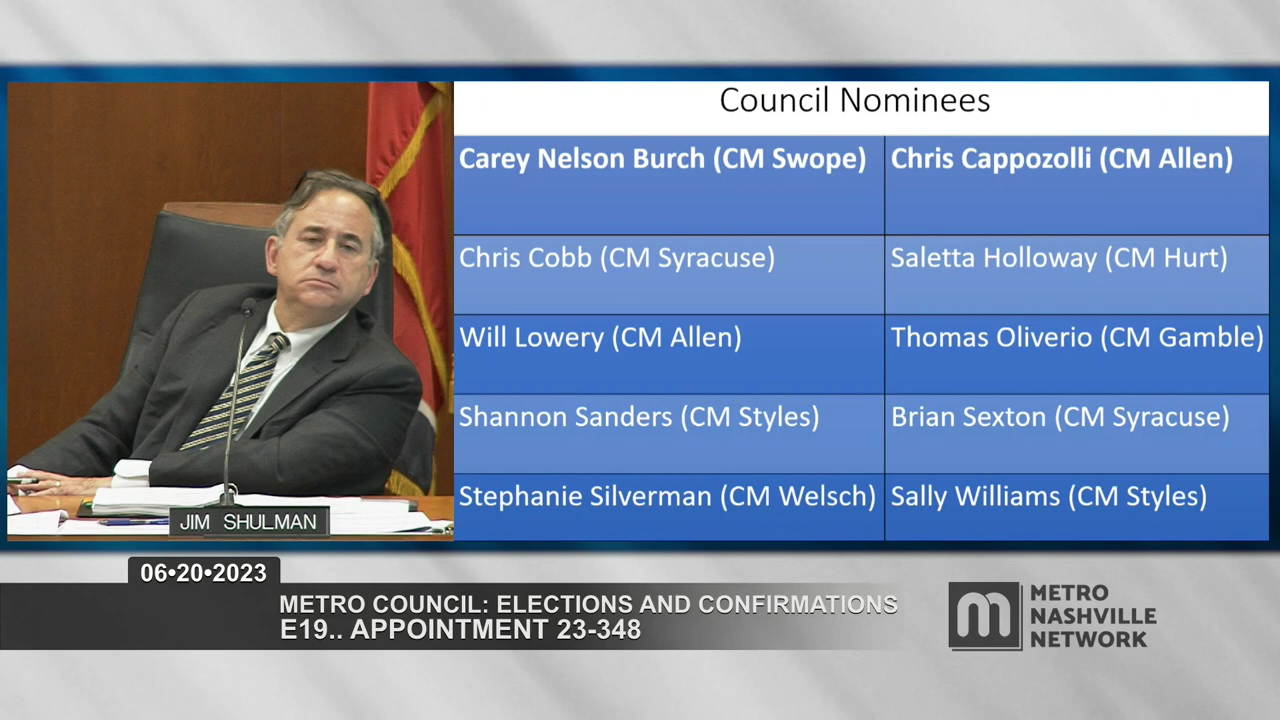 Council Nominees
Carey Nelson Burch (CM Swope)
Chris Cappozolli (CM Allen)
Chris Cobb (CM Syracuse)
Saletta Holloway (CM Hurt)
Will Lowery (CM Allen)
Thomas Oliverio (CM Gamble)
Shannon Sanders (CM Styles)
Brian Sexton (CM Syracuse)
Stephanie Silverman (CM Welsch)
Sally Williams (CM Styles)
JIM SHULMAN
06•20•2023
METRO COUNCIL: ELECTIONS AND CONFIRMATIONS
E19.. APPOINTMENT 23-348
m
METRO
NASHVILLE
NETWORK